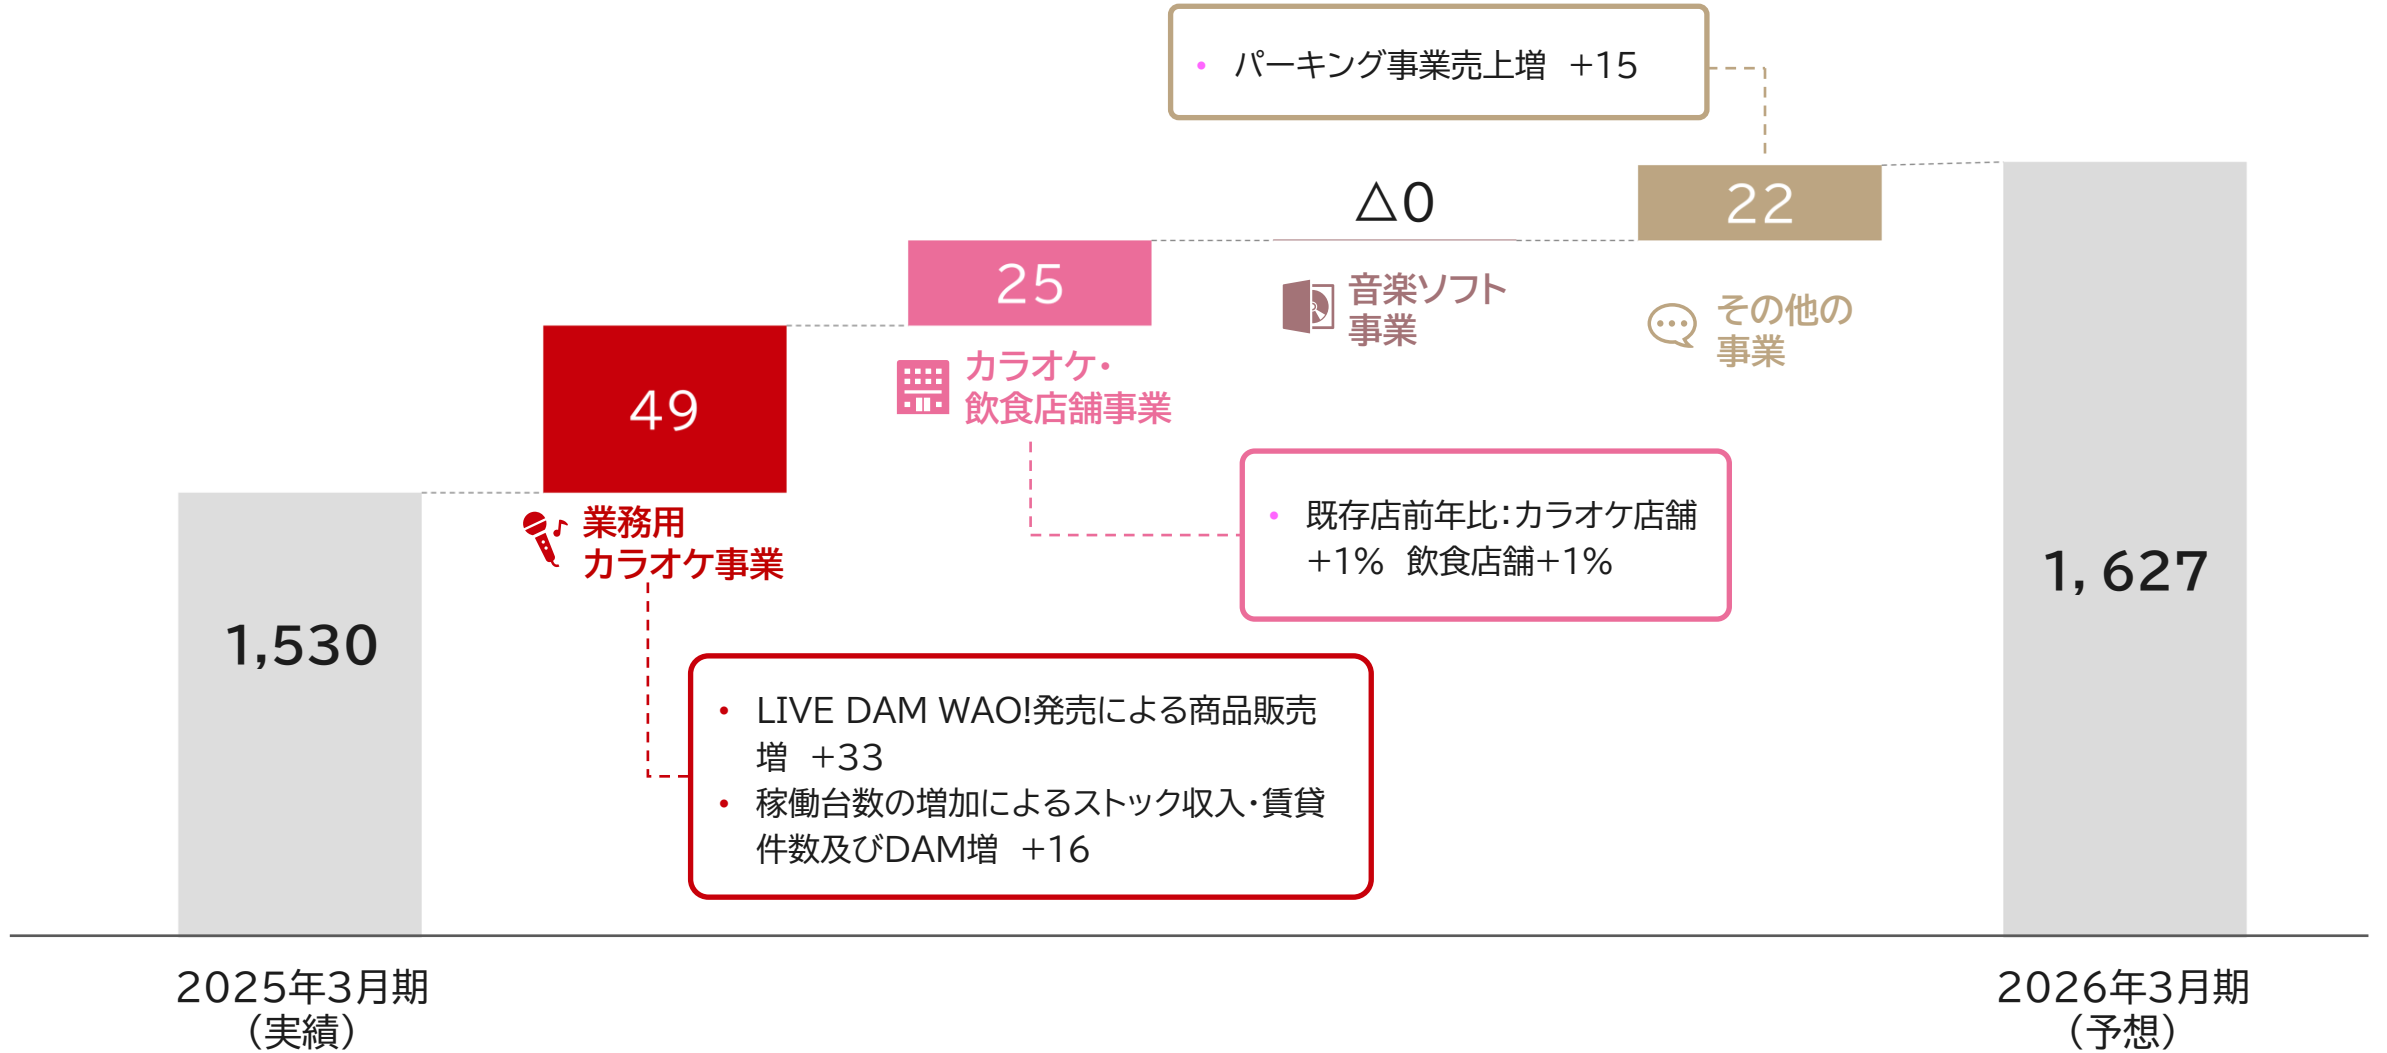 • パーキング事業売上増　+15
△0
22
25
音楽ソフト
事業
その他の
事業
49
カラオケ・
飲食店舗事業
• 既存店前年比：カラオケ店舗
+1%　飲食店舗+1%
業務用
カラオケ事業
1,530
1,627
• LIVE DAM WAO!発売による商品販売
増　+33
• 稼働台数の増加によるストック収入・賃貸
件数及びDAM増　+16
2025年3月期
（実績）
2026年3月期
（予想）